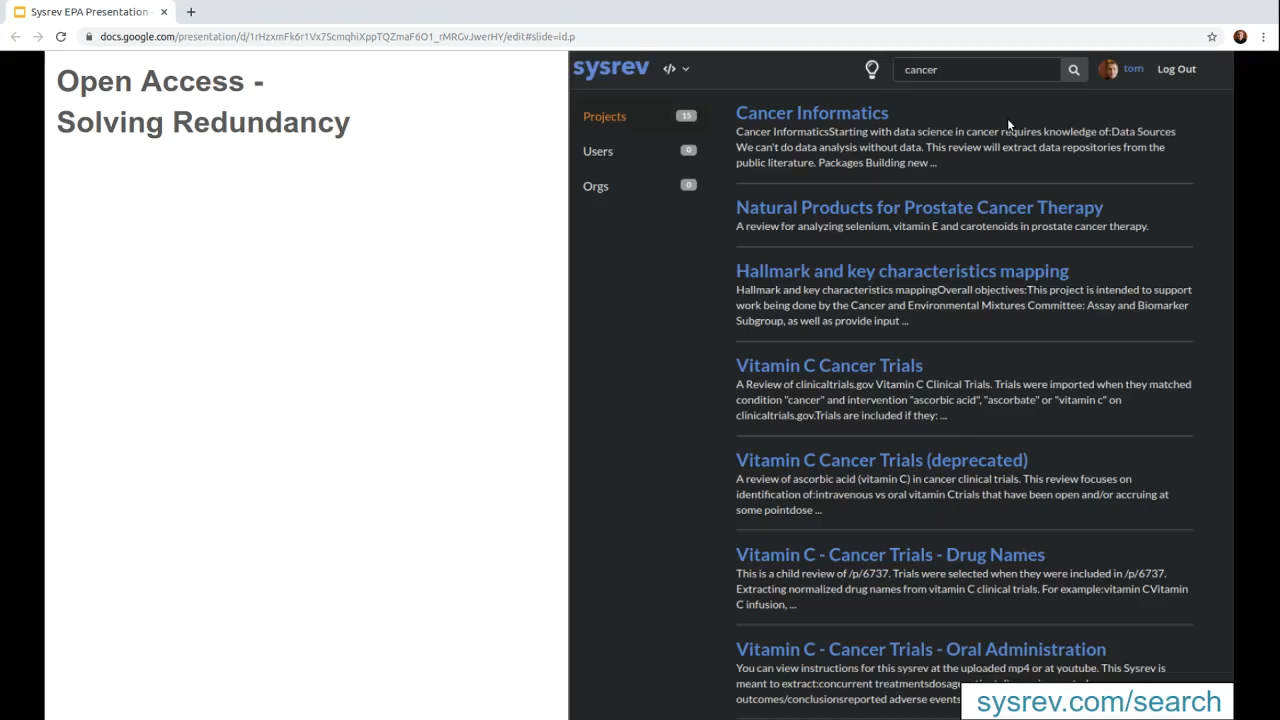 Sysrev EPA Presentation
docs.google.com/presentation/d/1rHzxmFk6r1Vx7ScmqhiXppTQZmaF6O1_rMRGvJwerHY/edit#slide=id.p
Open Access -
Solving Redundancy
sysrev
</>
cancer
tom
Log Out
Projects
15
Users
0
Orgs
0
Cancer Informatics
Cancer InformaticsStarting with data science in cancer requires knowledge of:Data Sources
We can't do data analysis without data. This review will extract data repositories from the
public literature. Packages Building new ...
Natural Products for Prostate Cancer Therapy
A review for analyzing selenium, vitamin E and carotenoids in prostate cancer therapy.
Hallmark and key characteristics mapping
Hallmark and key characteristics mappingOverall objectives:This project is intended to support
work being done by the Cancer and Environmental Mixtures Committee: Assay and Biomarker
Subgroup, as well as provide input ...
Vitamin C Cancer Trials
A Review of clinicaltrials.gov Vitamin C Clinical Trials. Trials were imported when they matched
condition "cancer" and intervention "ascorbic acid", "ascorbate" or "vitamin c" on
clinicaltrials.gov.Trials are included if they: ...
Vitamin C Cancer Trials (deprecated)
A review of ascorbic acid (vitamin C) in cancer clinical trials. This review focuses on
identification of:intravenous vs oral vitamin Ctrials that have been open and/or accruing at
some pointdose ...
Vitamin C - Cancer Trials - Drug Names
This is a child review of /p/6737. Trials were selected when they were included in /p/6737.
Extracting normalized drug names from vitamin C clinical trials. For example:vitamin CVitamin
C infusion, ...
Vitamin C - Cancer Trials - Oral Administration
You can view instructions for this sysrev at the uploaded mp4 or at youtube. This Sysrev is
meant to extract:concurrent treatmentsdosage
outcomes/conclusionsreported adverse events
sysrev.com/search